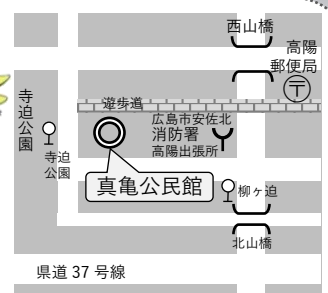 西山橋
高陽
郵便局
遊歩道
寺迫公園
広島市安佐北
消防署
高陽出張所
寺迫
公園
真亀公民館
柳ヶ迫
北山橋
県道 37 号線